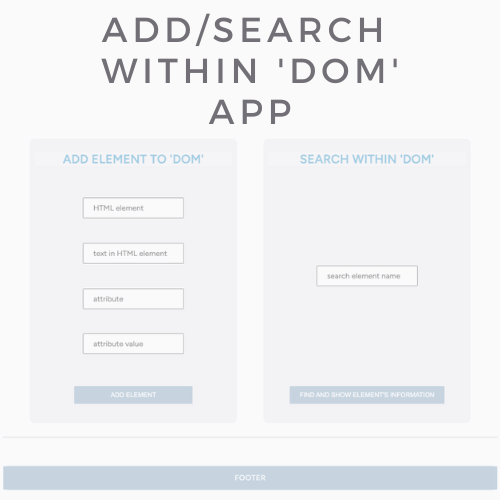 ADD/SEARCH
WITHIN 'DOM'
APP
ADD ELEMENT TO 'DOM'
HTML element
text in HTML element
attribute
attribute value
ADD ELEMENT
SEARCH WITHIN 'DOM'
search element name
FIND AND SHOW ELEMENT'S INFORMATION
FOOTER